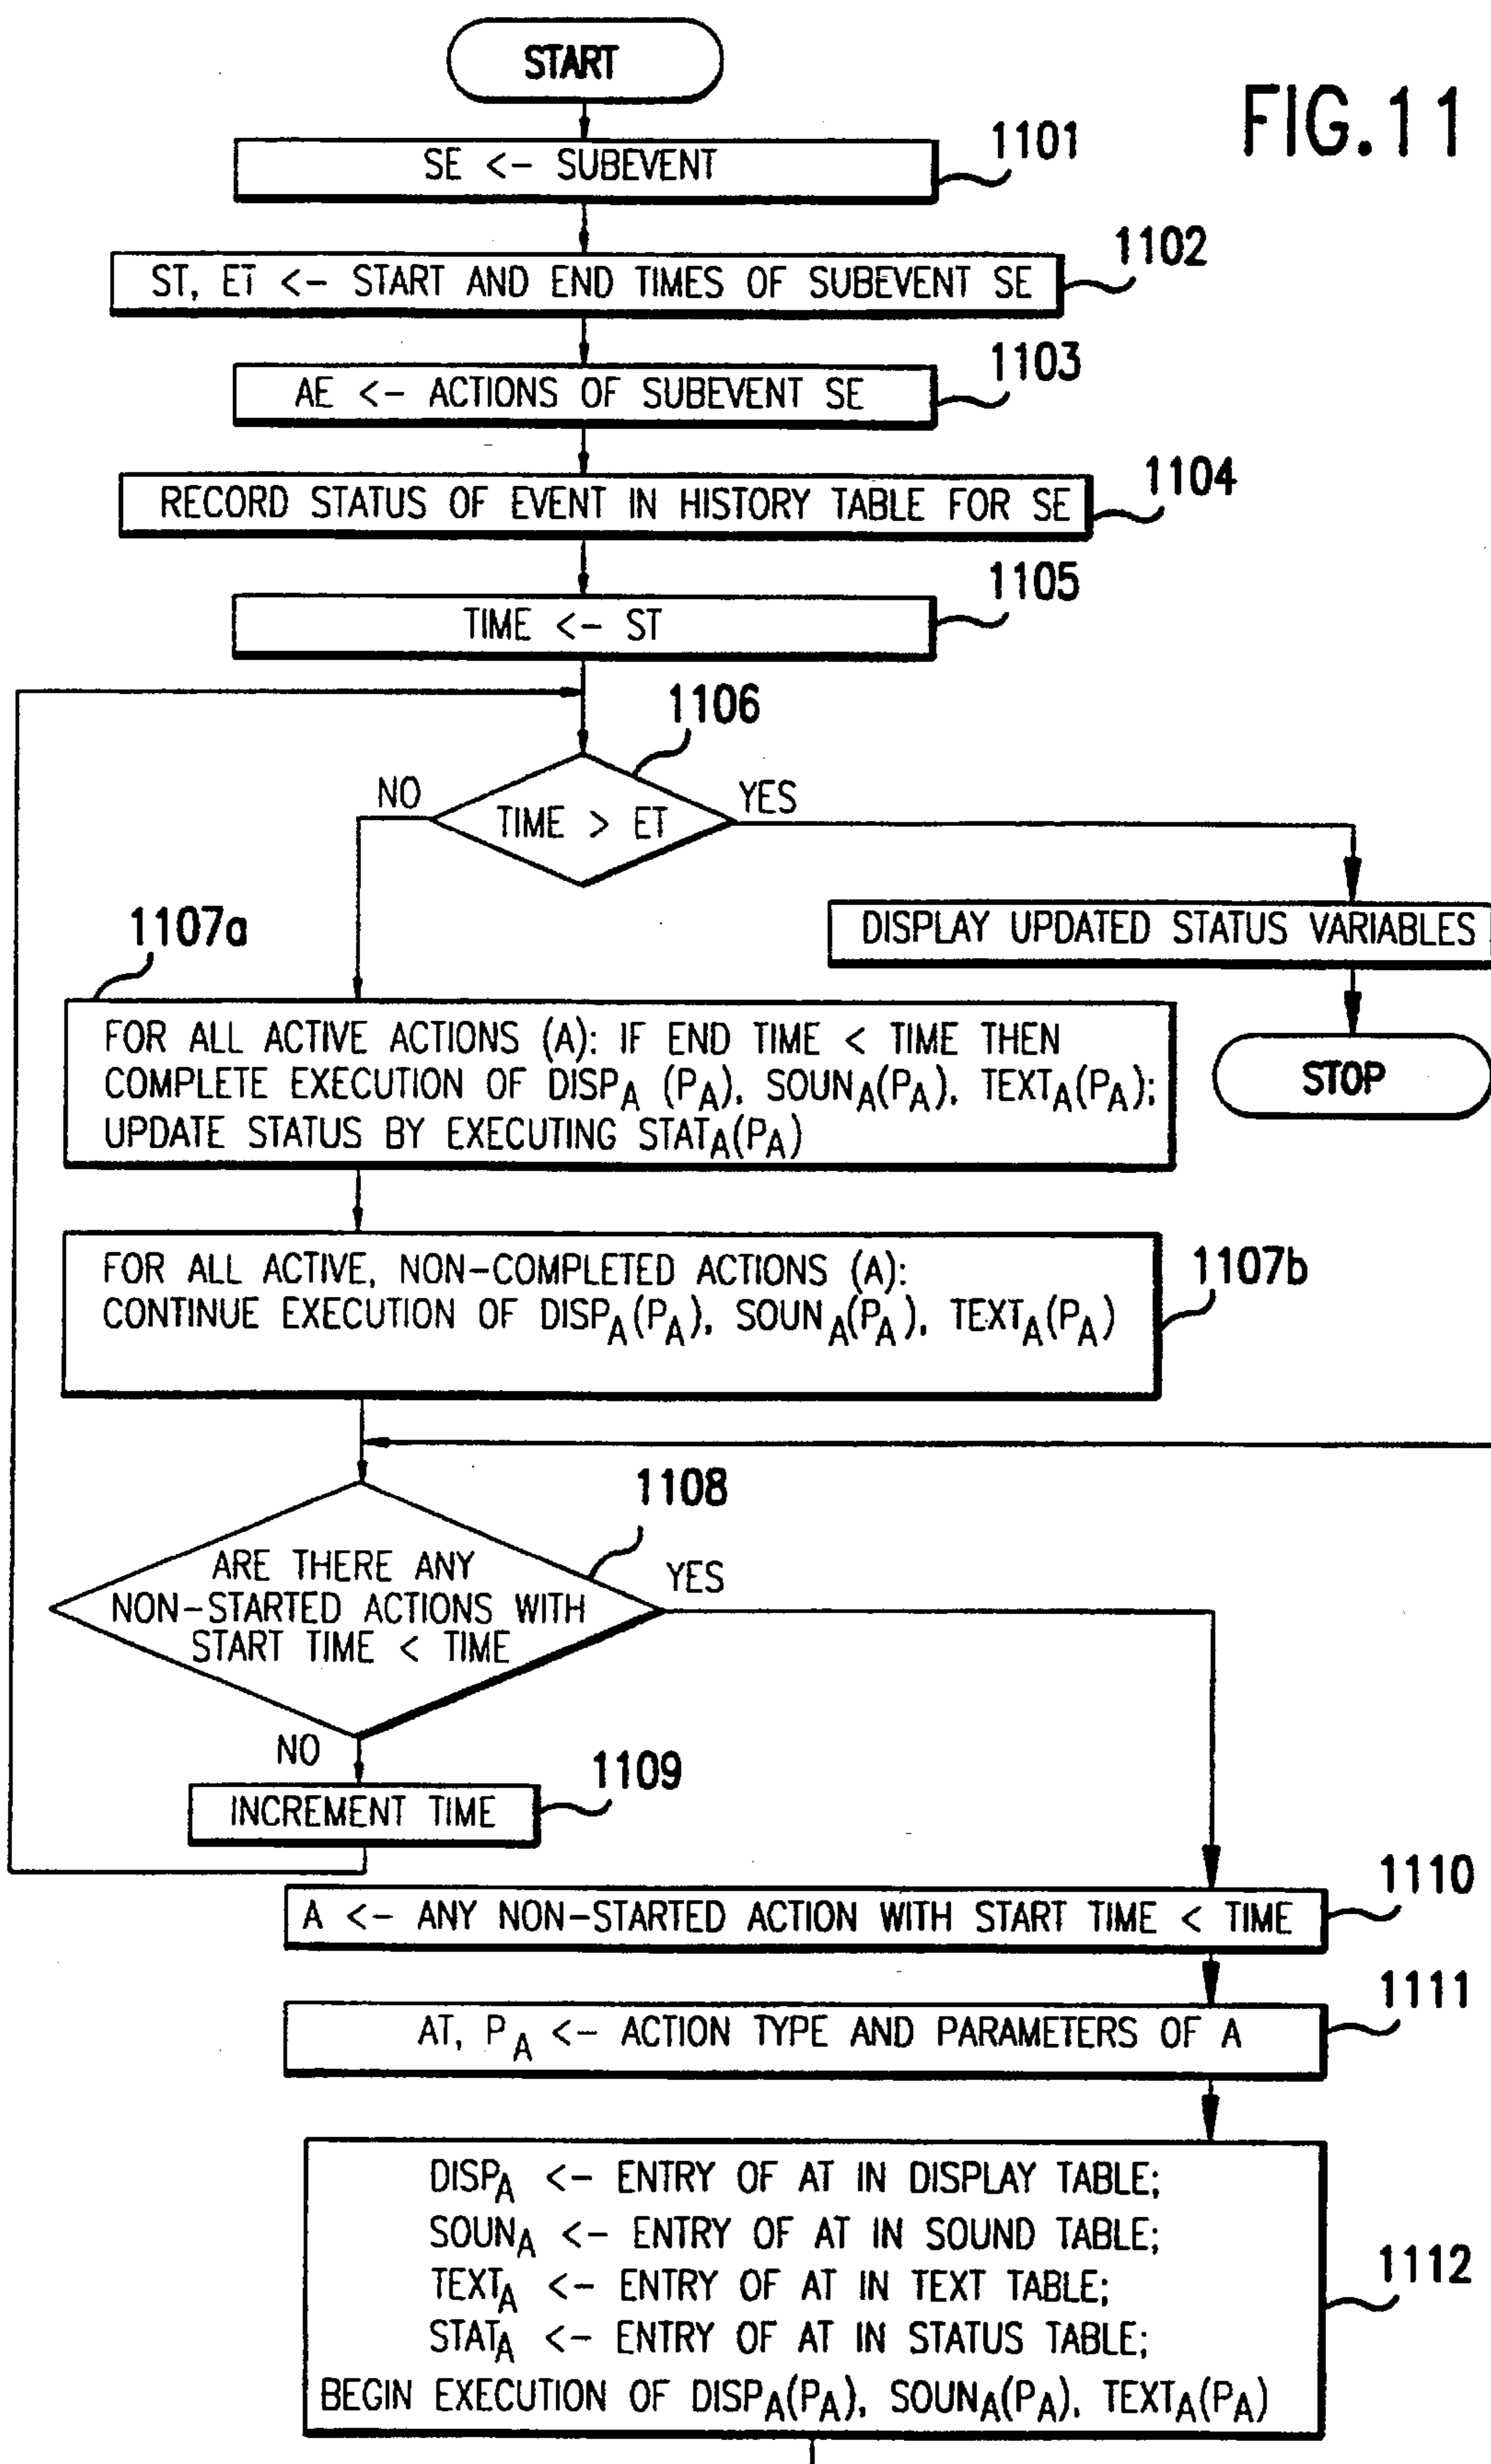 START
FIG.11
1101
SE <- SUBEVENT
1102
ST, ET <- START AND END TIMES OF SUBEVENT SE
1103
AE <- ACTIONS OF SUBEVENT SE
1104
RECORD STATUS OF EVENT IN HISTORY TABLE FOR SE
1105
TIME <- ST
1106
NO
TIME > ET
YES
DISPLAY UPDATED STATUS VARIABLES
STOP
1107a
FOR ALL ACTIVE ACTIONS (A): IF END TIME < TIME THEN
COMPLETE EXECUTION OF DISPA (PA), SOUNA(PA), TEXTA(PA);
UPDATE STATUS BY EXECUTING STATA(PA)
1107b
FOR ALL ACTIVE, NON-COMPLETED ACTIONS (A):
CONTINUE EXECUTION OF DISPA(PA), SOUNA(PA), TEXTA(PA)
1108
ARE THERE ANY
NON-STARTED ACTIONS WITH
START TIME < TIME
YES
NO
1109
INCREMENT TIME
1110
A <- ANY NON-STARTED ACTION WITH START TIME < TIME
1111
AT, PA <- ACTION TYPE AND PARAMETERS OF A
1112
DISPA <- ENTRY OF AT IN DISPLAY TABLE;
SOUNA <- ENTRY OF AT IN SOUND TABLE;
TEXTA <- ENTRY OF AT IN TEXT TABLE;
STATA <- ENTRY OF AT IN STATUS TABLE;
BEGIN EXECUTION OF DISPA(PA), SOUNA(PA), TEXTA(PA)